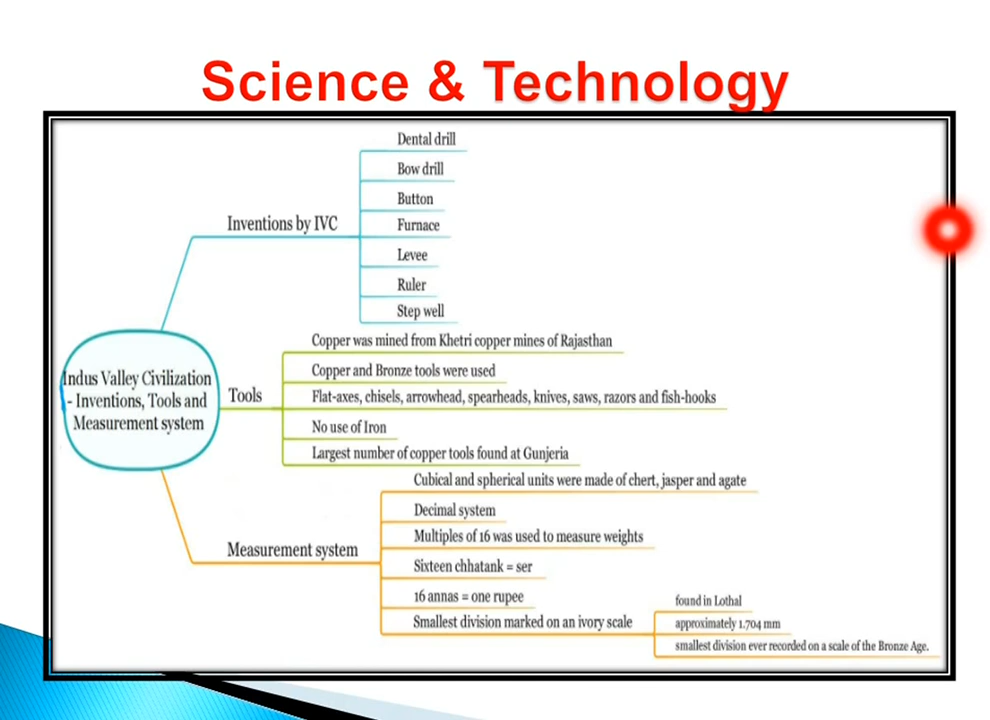 Science & Technology
Dental drill
Bow drill
Button
Inventions by IVC
Furnace
Levee
Ruler
Step well
Indus Valley Civilization
- Inventions, Tools and
Measurement system
Tools
Copper was mined from Khetri copper mines of Rajasthan
Copper and Bronze tools were used
Flat-axes, chisels, arrowhead, spearheads, knives, saws, razors and fish-hooks
No use of Iron
Largest number of copper tools found at Gunjeria
Measurement system
Cubical and spherical units were made of chert, jasper and agate
Decimal system
Multiples of 16 was used to measure weights
Sixteen chhatank = ser
16 annas = one rupee
Smallest division marked on an ivory scale
found in Lothal
approximately 1.704 mm
smallest division ever recorded on a scale of the Bronze Age.